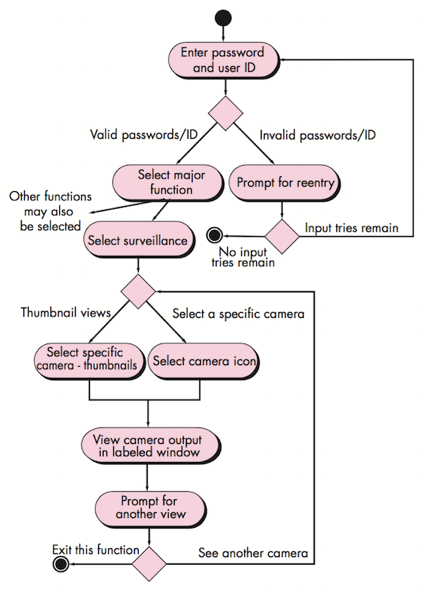 Enter password
and user ID
Valid passwords/ID
Invalid passwords/ID
Select major
function
Prompt for reentry
Other functions
may also
be selected
Input tries remain
Select surveillance
No input
tries remain
Thumbnail views
Select a specific camera
Select specific
camera - thumbnails
Select camera icon
View camera output
in labeled window
Prompt for
another view
Exit this function
See another camera